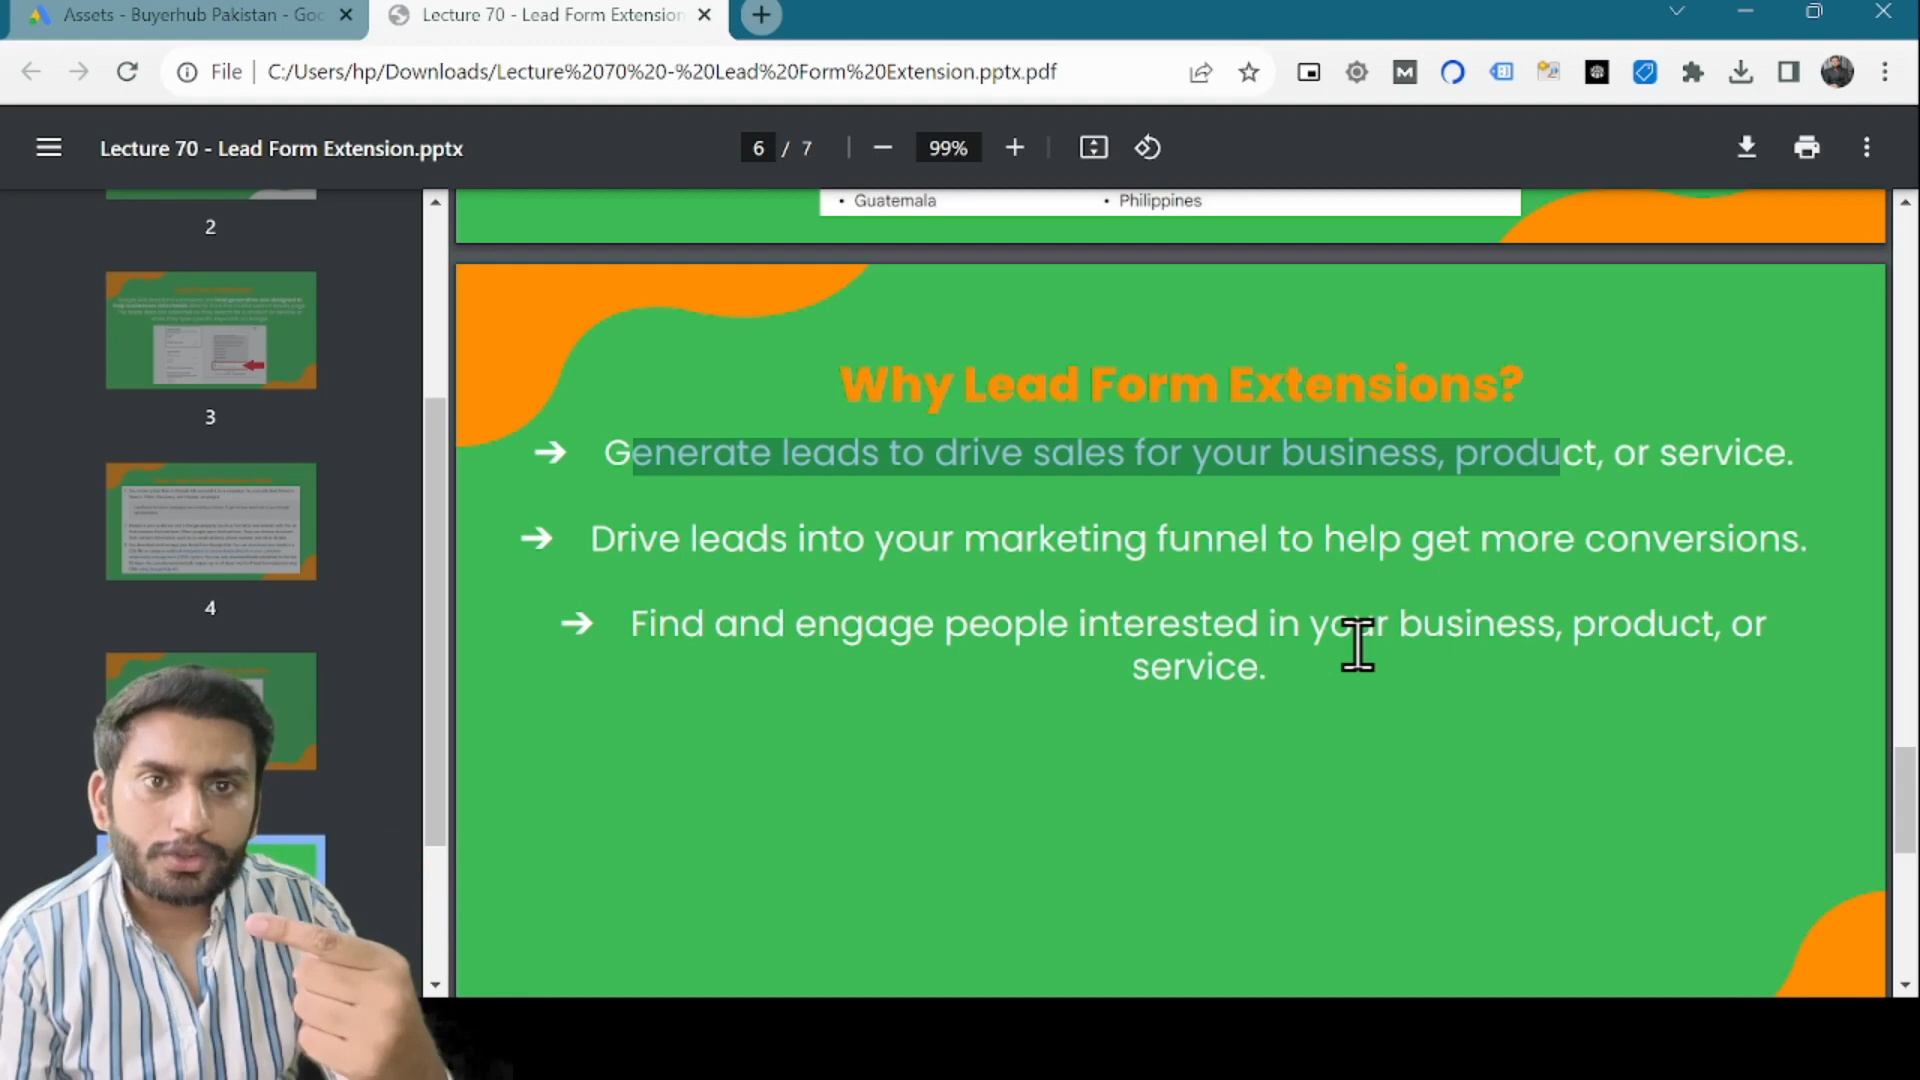 Assets - Buyerhub Pakistan - Goo
Lecture 70 - Lead Form Extension
File
C:/Users/hp/Downloads/Lecture%2070%20-%20Lead%20Form%20Extension.pptx.pdf
Lecture 70 - Lead Form Extension.pptx
6 / 7
99%
2
3
4
• Guatemala
• Philippines
Why Lead Form Extensions?
➔ Generate leads to drive sales for your business, product, or service.
➔ Drive leads into your marketing funnel to help get more conversions.
➔ Find and engage people interested in your business, product, or
service.